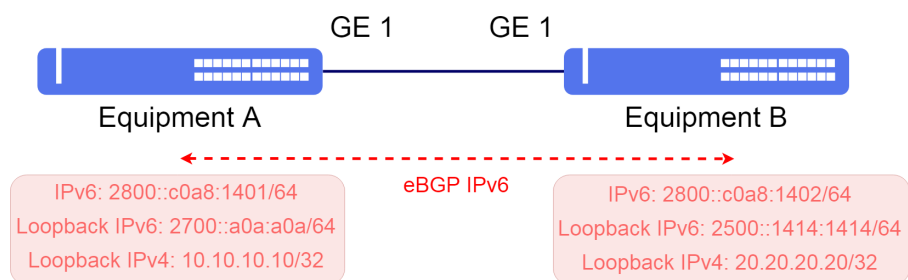 GE 1
GE 1
Equipment A
Equipment B
eBGP IPv6
IPv6: 2800::c0a8:1401/64
Loopback IPv6: 2700::a0a:a0a/64
Loopback IPv4: 10.10.10.10/32
IPv6: 2800::c0a8:1402/64
Loopback IPv6: 2500::1414:1414/64
Loopback IPv4: 20.20.20.20/32